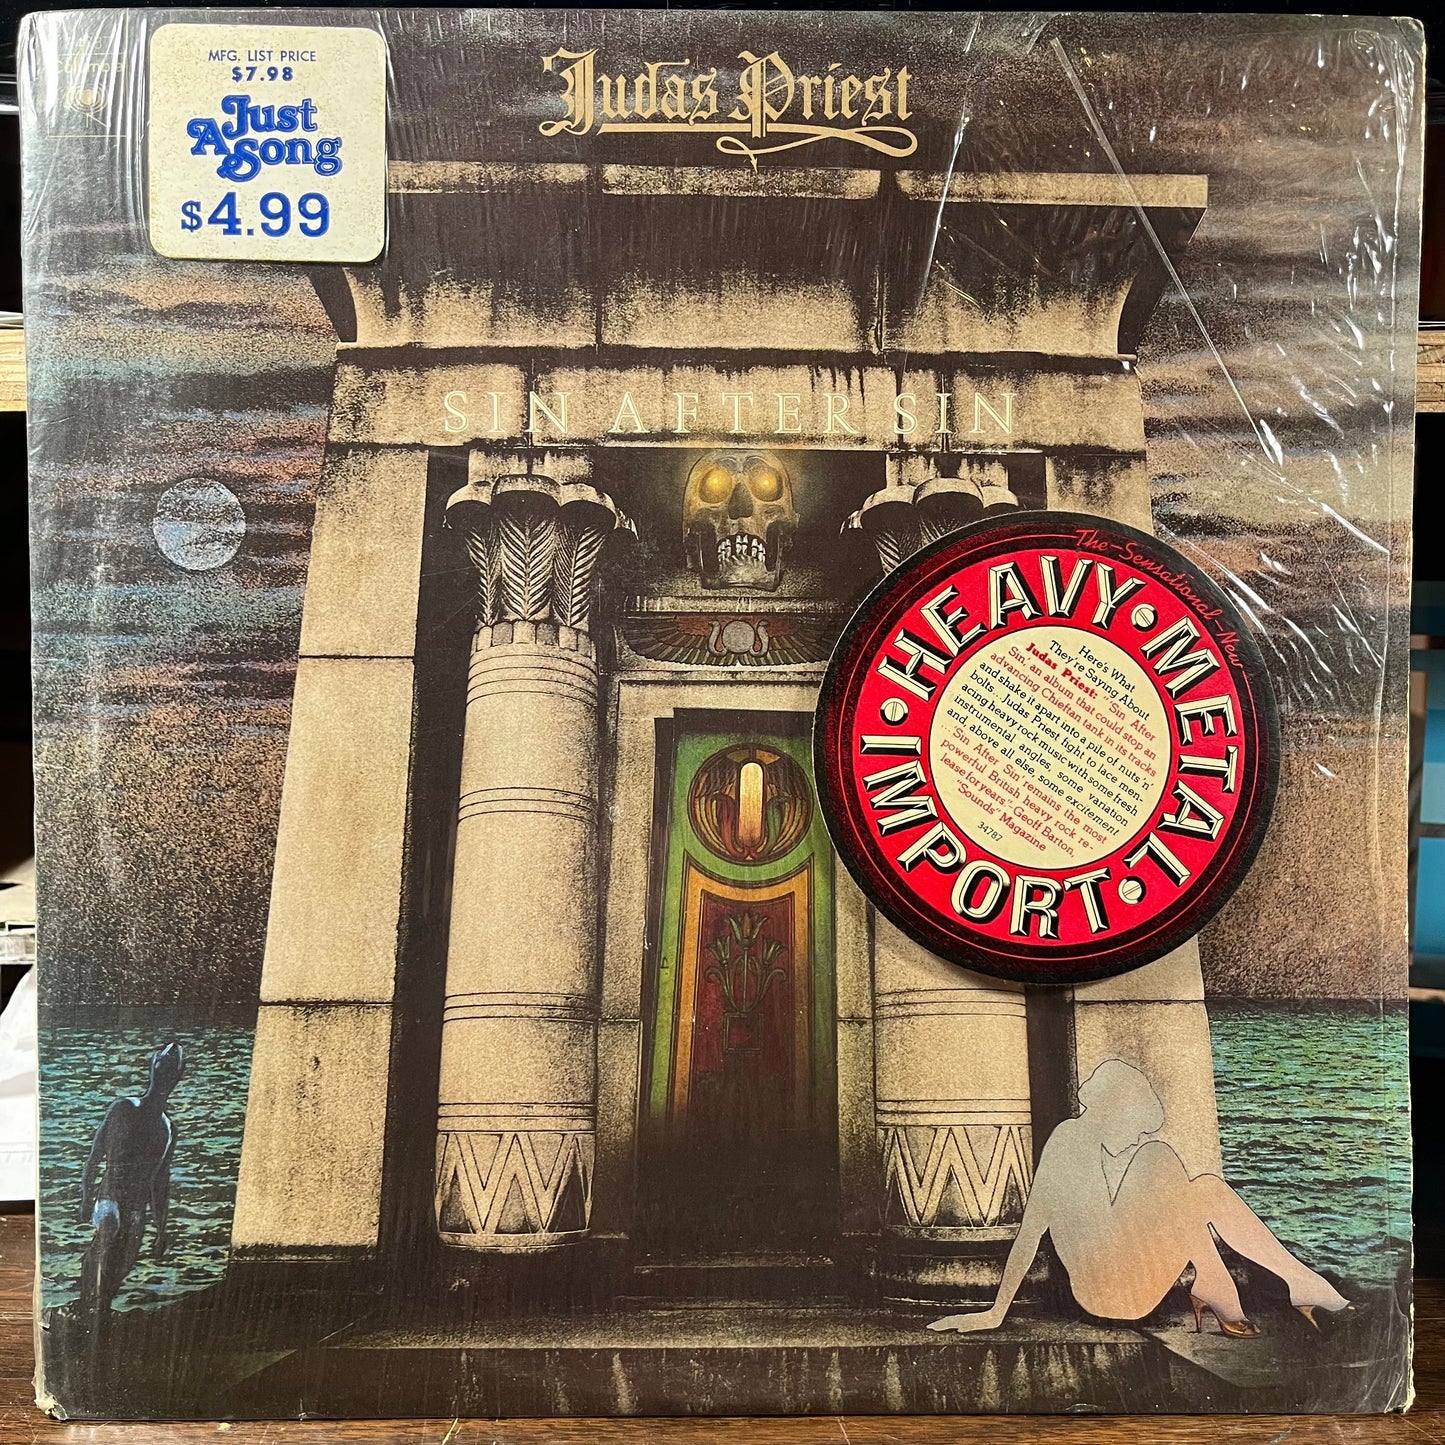 MFG. LIST PRICE
$7.98
Just
A Song
$4.99
Columbia
Judas Priest
SIN AFTER SIN
The Sensational New
HEAVY METAL
IMPORT
Here's What
They're Saying About
Judas Priest: "'Sin After
Sin,' an album that could stop an
advancing Chieftan tank in its tracks
and shake it apart into a pile of nuts 'n'
bolts...Judas Priest fight to lace men-
acing heavy rock music with some fresh
instrumental angles, some variation
and, above all else, some excitement
...'Sin After Sin' remains the most
powerful British heavy rock re-
lease for years." Geoff Barton,
"Sounds" Magazine
34787